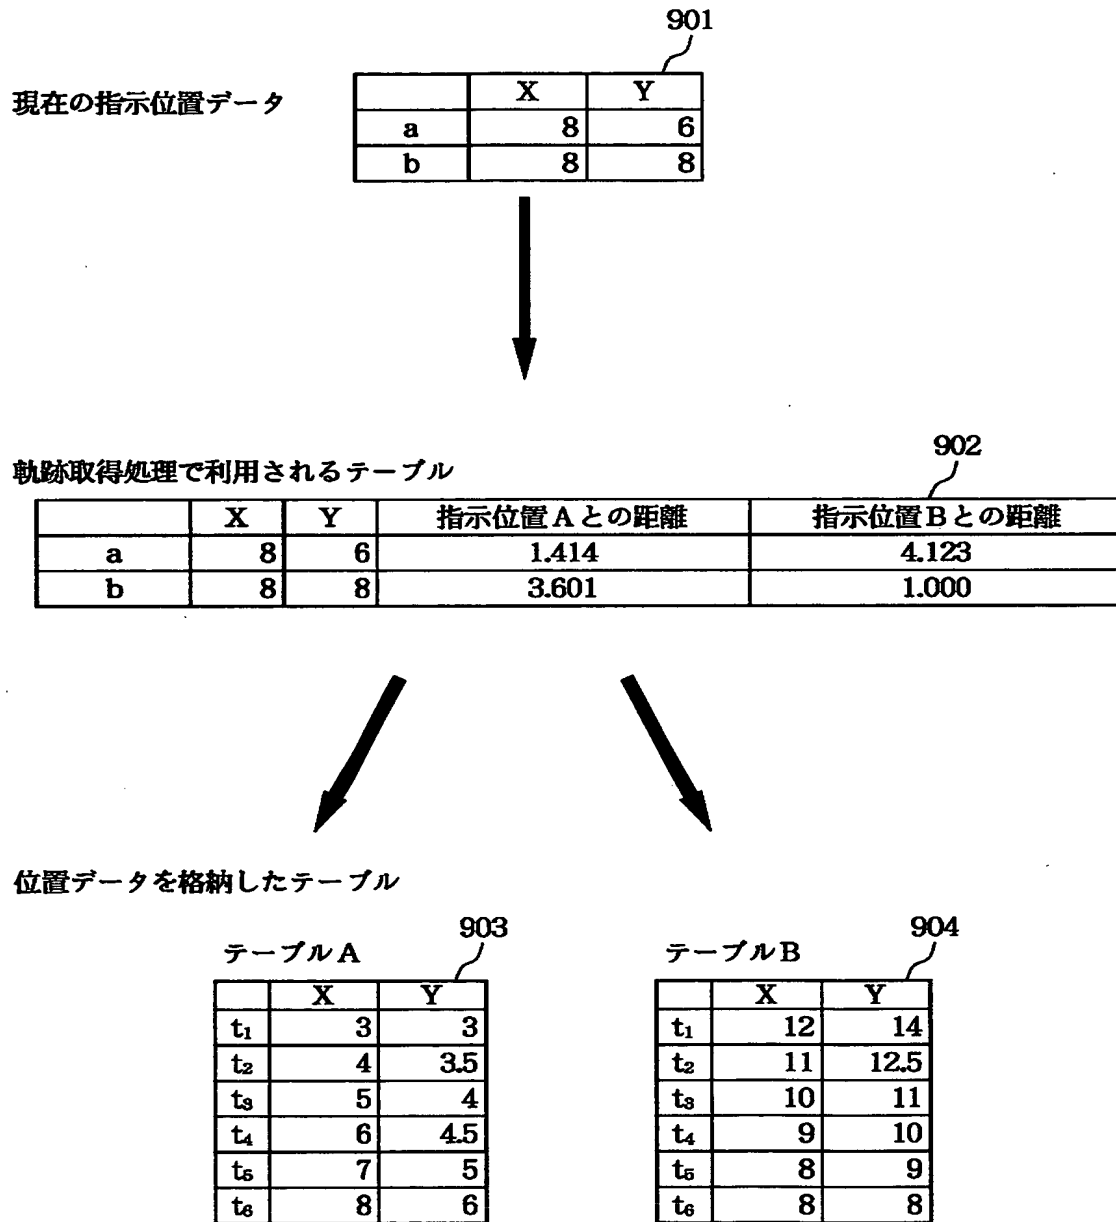 901
現在の指示位置データ
X Y
a 8 6
b 8 8
902
軌跡取得処理で利用されるテーブル
X Y 指示位置Aとの距離 指示位置Bとの距離
a 8 6 1.414 4.123
b 8 8 3.601 1.000
位置データを格納したテーブル
903 904
テーブルA テーブルB
X Y X Y
t₁ 3 3 t₁ 12 14
t₂ 4 3.5 t₂ 11 12.5
t₃ 5 4 t₃ 10 11
t₄ 6 4.5 t₄ 9 10
t₅ 7 5 t₅ 8 9
t₆ 8 6 t₆ 8 8